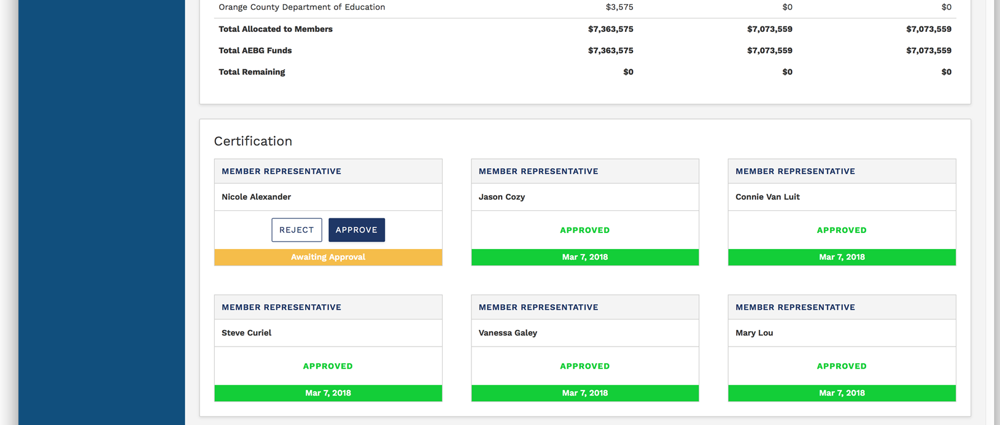 Orange County Department of Education $3,575 $0 $0
Total Allocated to Members $7,363,575 $7,073,559 $7,073,559
Total AEBG Funds $7,363,575 $7,073,559 $7,073,559
Total Remaining $0 $0 $0
Certification
MEMBER REPRESENTATIVE MEMBER REPRESENTATIVE MEMBER REPRESENTATIVE
Nicole Alexander Jason Cozy Connie Van Luit
REJECT APPROVE APPROVED APPROVED
Awaiting Approval Mar 7, 2018 Mar 7, 2018
MEMBER REPRESENTATIVE MEMBER REPRESENTATIVE MEMBER REPRESENTATIVE
Steve Curiel Vanessa Galey Mary Lou
APPROVED APPROVED APPROVED
Mar 7, 2018 Mar 7, 2018 Mar 7, 2018